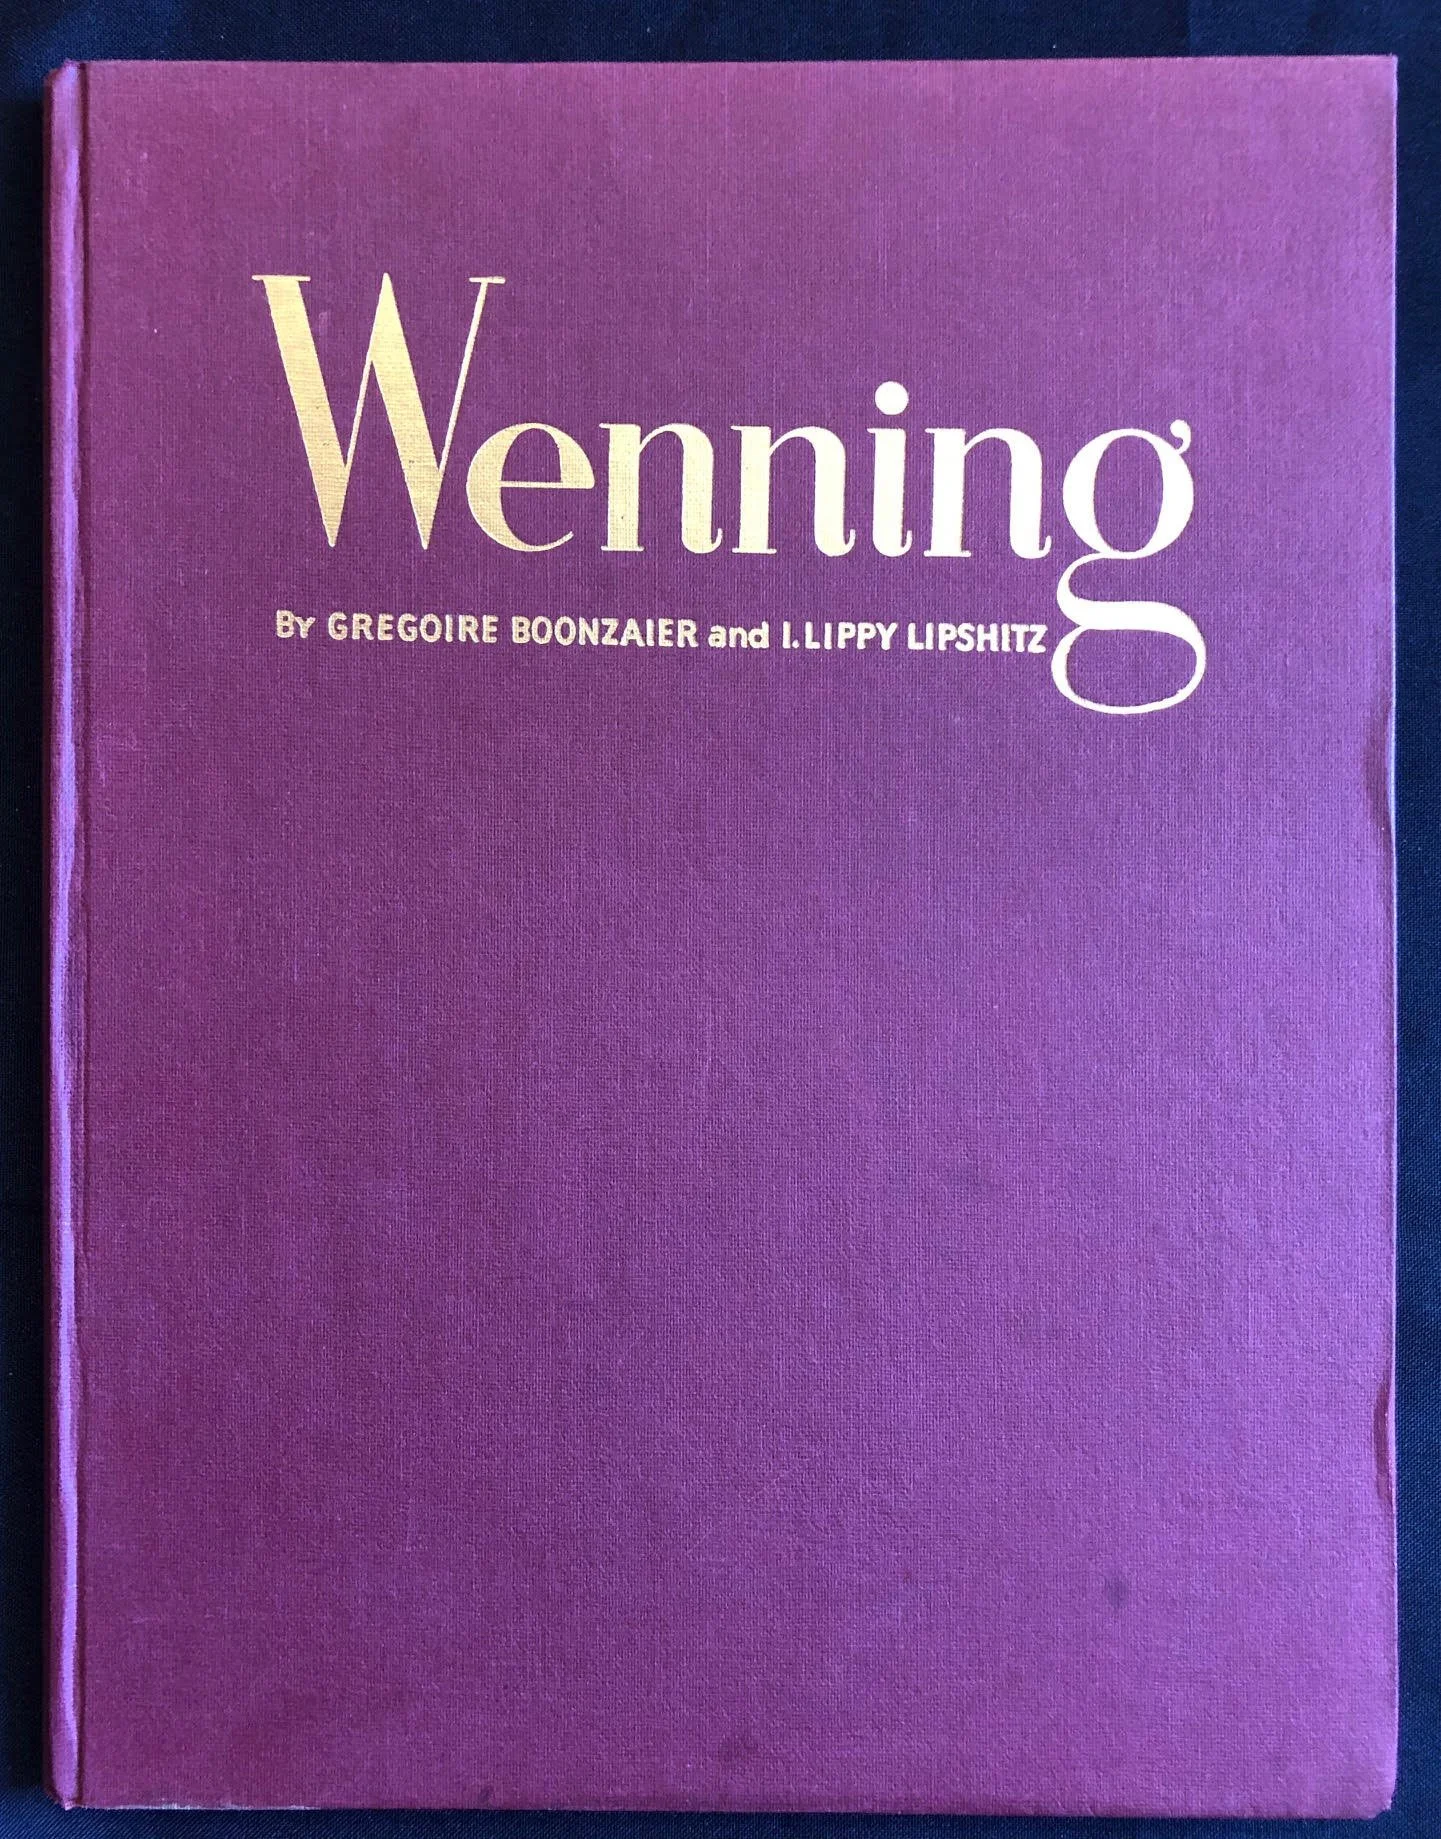 Wenning
By GREGOIRE BOONZAIER and I. LIPPY LIPSHITZ